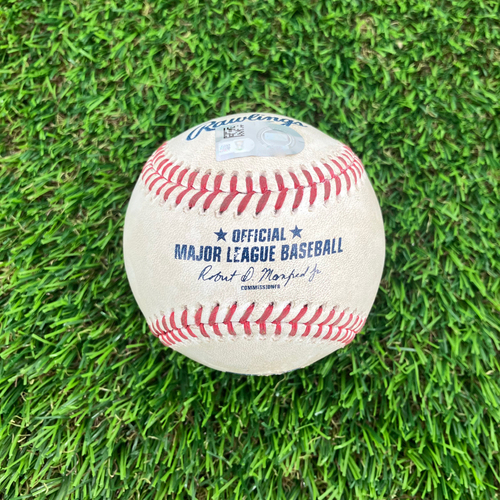 Rawlings
★ OFFICIAL ★
MAJOR LEAGUE BASEBALL
Robert D. Manfred Jr
COMMISSIONER